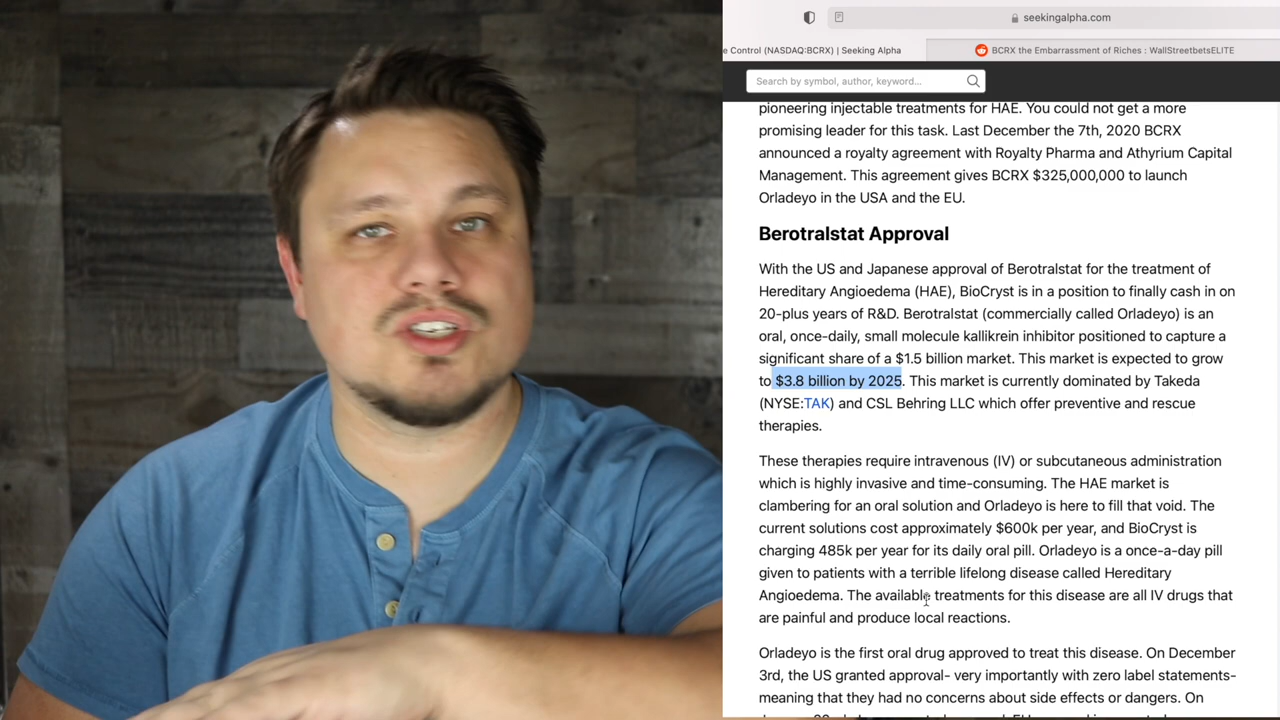 seekingalpha.com
e Control (NASDAQ:BCRX) | Seeking Alpha
BCRX the Embarrassment of Riches : WallStreetbetsELITE
Search by symbol, author, keyword...
pioneering injectable treatments for HAE. You could not get a more
promising leader for this task. Last December the 7th, 2020 BCRX
announced a royalty agreement with Royalty Pharma and Athyrium Capital
Management. This agreement gives BCRX $325,000,000 to launch
Orladeyo in the USA and the EU.
Berotralstat Approval
With the US and Japanese approval of Berotralstat for the treatment of
Hereditary Angioedema (HAE), BioCryst is in a position to finally cash in on
20-plus years of R&D. Berotralstat (commercially called Orladeyo) is an
oral, once-daily, small molecule kallikrein inhibitor positioned to capture a
significant share of a $1.5 billion market. This market is expected to grow
to $3.8 billion by 2025. This market is currently dominated by Takeda
(NYSE:TAK) and CSL Behring LLC which offer preventive and rescue
therapies.
These therapies require intravenous (IV) or subcutaneous administration
which is highly invasive and time-consuming. The HAE market is
clambering for an oral solution and Orladeyo is here to fill that void. The
current solutions cost approximately $600k per year, and BioCryst is
charging 485k per year for its daily oral pill. Orladeyo is a once-a-day pill
given to patients with a terrible lifelong disease called Hereditary
Angioedema. The available treatments for this disease are all IV drugs that
are painful and produce local reactions.
Orladeyo is the first oral drug approved to treat this disease. On December
3rd, the US granted approval- very importantly with zero label statements-
meaning that they had no concerns about side effects or dangers. On